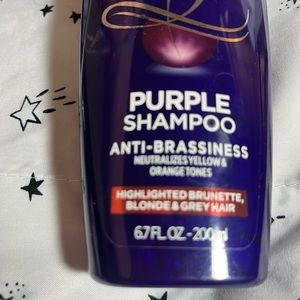 PURPLE
SHAMPOO
ANTI-BRASSINESS
NEUTRALIZES YELLOW &
ORANGE TONES
HIGHLIGHTED BRUNETTE,
BLONDE & GREY HAIR
6.7 FL. OZ - 200 ml